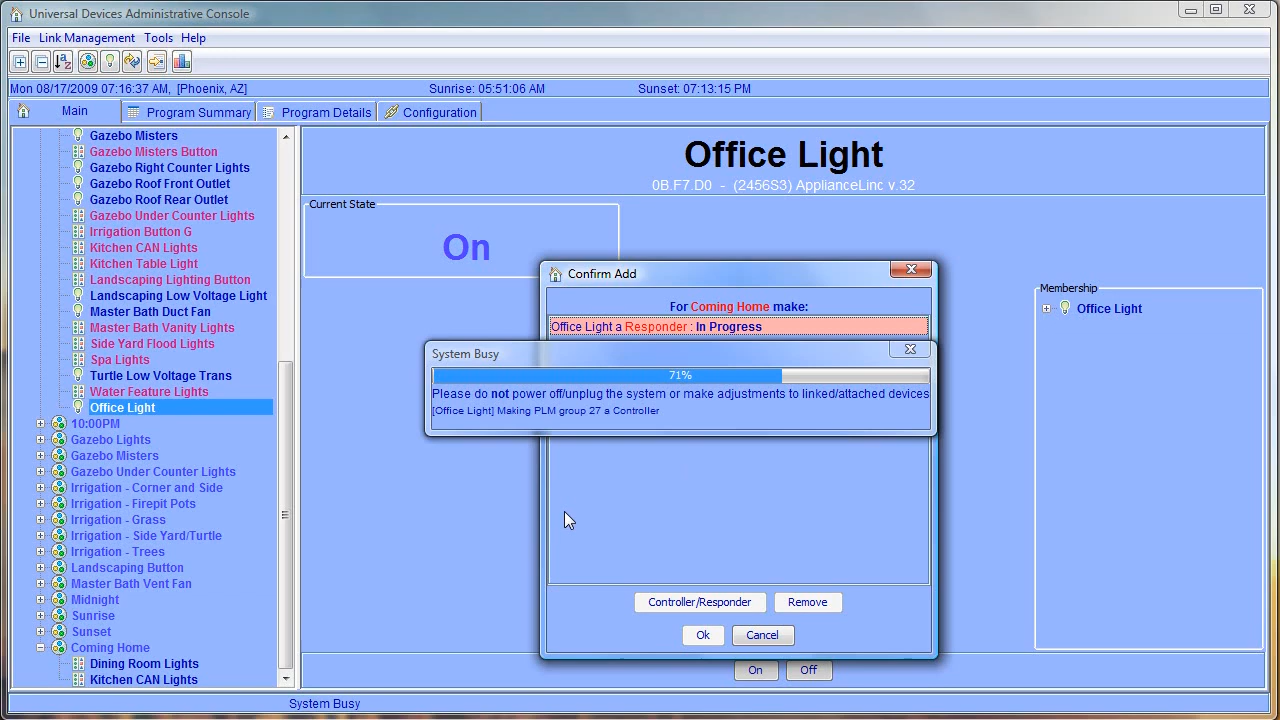 Universal Devices Administrative Console
File Link Management Tools Help
Mon 08/17/2009 07:16:37 AM, [Phoenix, AZ] Sunrise: 05:51:06 AM Sunset: 07:13:15 PM
Main Program Summary Program Details Configuration
Gazebo Misters
Gazebo Misters Button
Gazebo Right Counter Lights
Gazebo Roof Front Outlet
Gazebo Roof Rear Outlet
Gazebo Under Counter Lights
Irrigation Button G
Kitchen CAN Lights
Kitchen Table Light
Landscaping Lighting Button
Landscaping Low Voltage Light
Master Bath Duct Fan
Master Bath Vanity Lights
Side Yard Flood Lights
Spa Lights
Turtle Low Voltage Trans
Water Feature Lights
Office Light
10:00PM
Gazebo Lights
Gazebo Misters
Gazebo Under Counter Lights
Irrigation - Corner and Side
Irrigation - Firepit Pots
Irrigation - Grass
Irrigation - Side Yard/Turtle
Irrigation - Trees
Landscaping Button
Master Bath Vent Fan
Midnight
Sunrise
Sunset
Coming Home
Dining Room Lights
Kitchen CAN Lights
Office Light
0B.F7.D0 - (2456S3) ApplianceLinc v.32
Current State
On
Confirm Add
For Coming Home make:
Office Light a Responder : In Progress
System Busy
71%
Please do not power off/unplug the system or make adjustments to linked/attached devices
[Office Light] Making PLM group 27 a Controller
Controller/Responder Remove
Ok Cancel
Membership
Office Light
On Off
System Busy